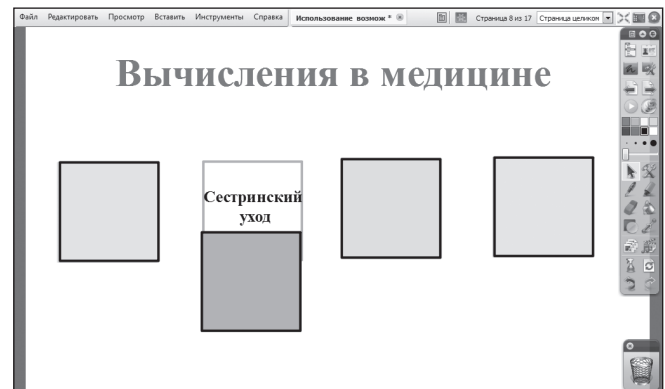 Файл Редактировать Просмотр Вставить Инструменты Справка Использование возмож * Страница 8 из 17 Страница целиком
Вычисления в медицине
Сестринский
уход